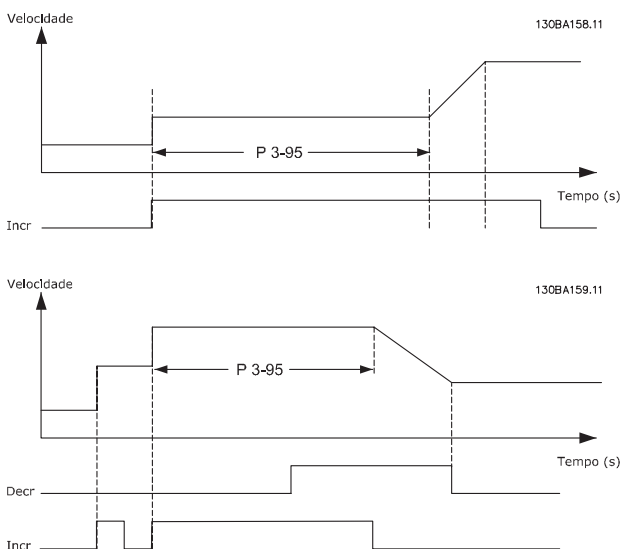 Velocidade
130BA158.11
P 3-95
Tempo (s)
Incr
Velocidade
130BA159.11
P 3-95
Tempo (s)
Decr
Incr